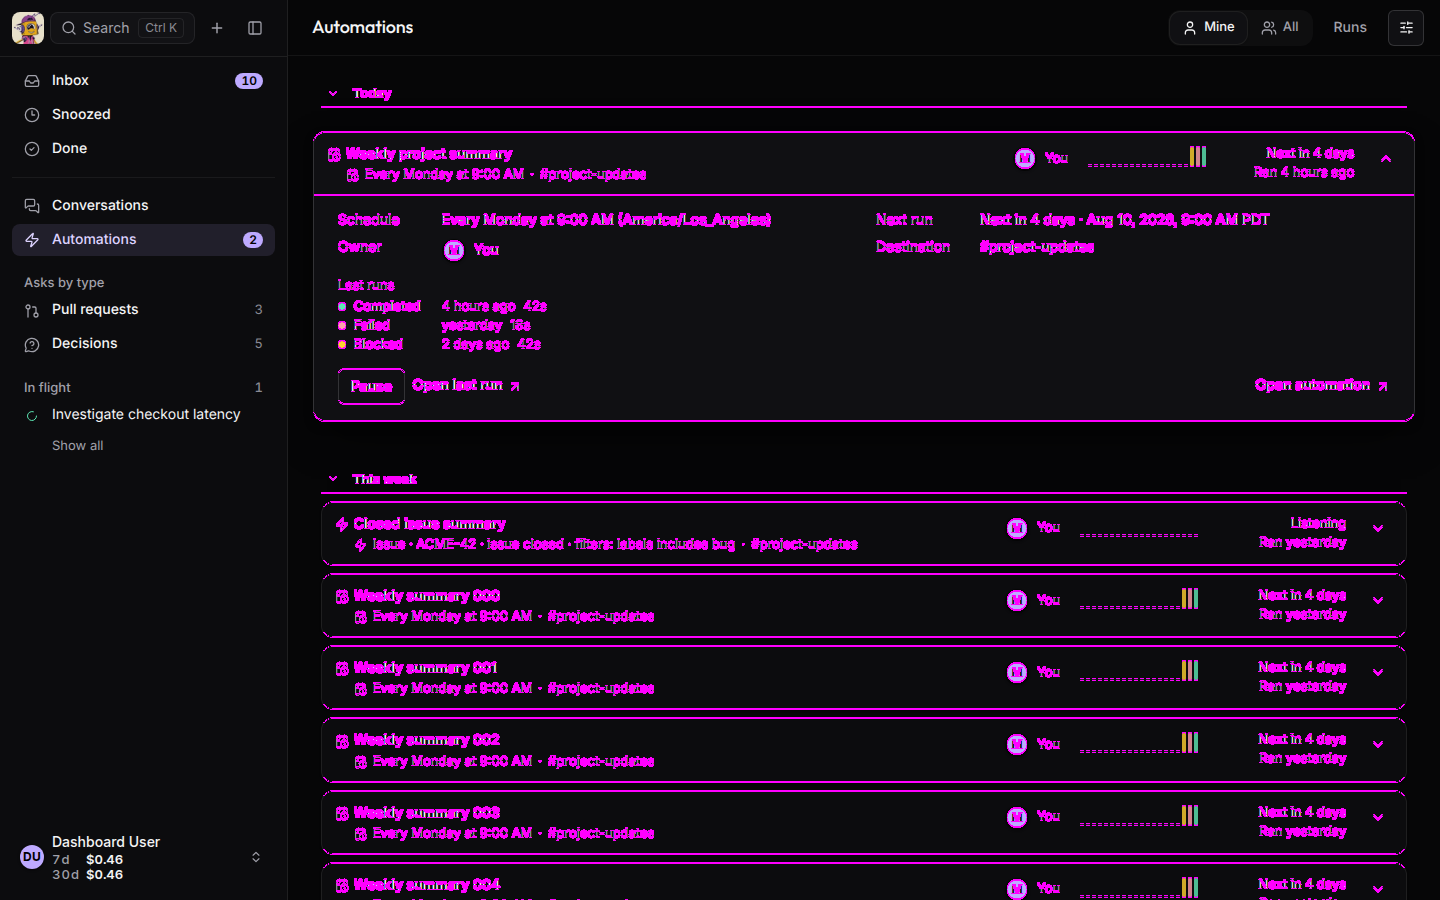 Search
Ctrl K
Inbox
10
Snoozed
Done
Conversations
Automations
2
Asks by type
Pull requests
3
Decisions
5
In flight
1
Investigate checkout latency
Show all
DU
Dashboard User
7d $0.46
30d $0.46
Automations
Mine
All
Runs
Today
Weekly project summary
Every Monday at 9:00 AM · #project-updates
You
Next in 4 days
Ran 4 hours ago
Schedule
Every Monday at 9:00 AM (America/Los_Angeles)
Next run
Next in 4 days · Aug 10, 2026, 9:00 AM PDT
Owner
You
Destination
#project-updates
Last runs
Completed 4 hours ago 42s
Failed yesterday
Blocked 2 days ago 42s
Pause
Open last run
Open automation
This week
Closed issue summary
Issue · ACME-42 · issue closed · filters: labels includes bug · #project-updates
You
Listening
Ran yesterday
Weekly summary 000
Every Monday at 9:00 AM · #project-updates
You
Next in 4 days
Ran yesterday
Weekly summary 001
Every Monday at 9:00 AM · #project-updates
You
Next in 4 days
Ran yesterday
Weekly summary 002
Every Monday at 9:00 AM · #project-updates
You
Next in 4 days
Ran yesterday
Weekly summary 003
Every Monday at 9:00 AM · #project-updates
You
Next in 4 days
Ran yesterday
Weekly summary 004
You
Next in 4 days